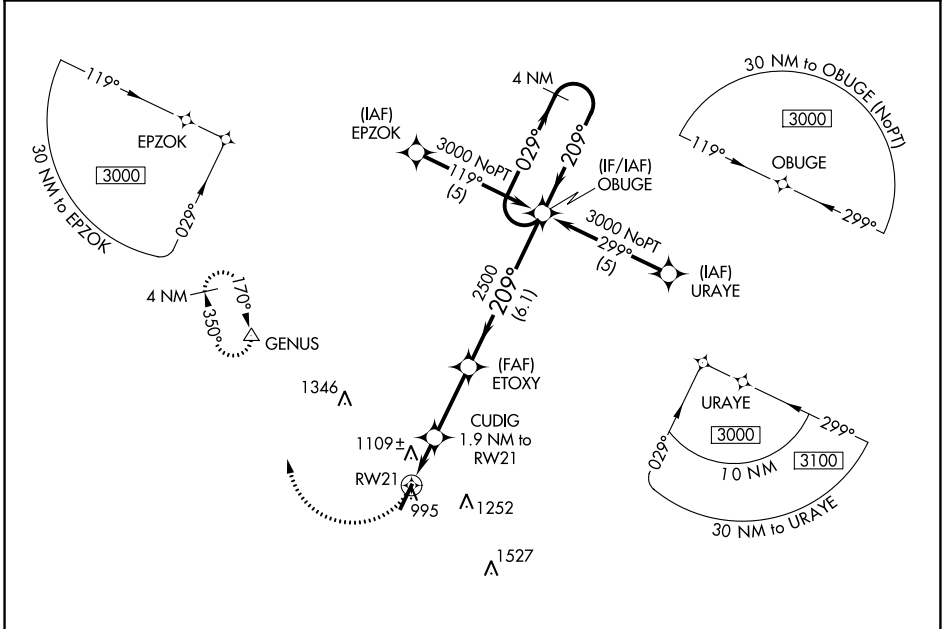 119°
EPZOK
3000
30 NM to EPZOK
029°
4 NM
(IAF)
EPZOK
3000 NoPT
119°
(5)
029°
209°
(IF/IAF)
OBUGE
3000 NoPT
299°
(5)
(IAF)
URAYE
30 NM to OBUGE (NoPT)
3000
119°
OBUGE
299°
2500
209°
(6.1)
4 NM
170°
350°
GENUS
(FAF)
ETOXY
1346
CUDIG
1.9 NM to
RW21
1109±
RW21
995
1252
1527
URAYE
3000
299°
029°
10 NM
3100
30 NM to URAYE